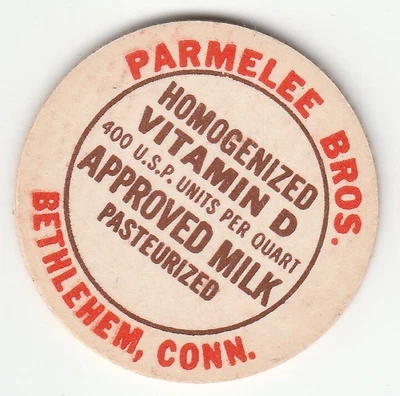 PARMELEE BROS.
HOMOGENIZED
VITAMIN D
400 U.S.P. UNITS PER QUART
APPROVED MILK
PASTEURIZED
BETHLEHEM, CONN.